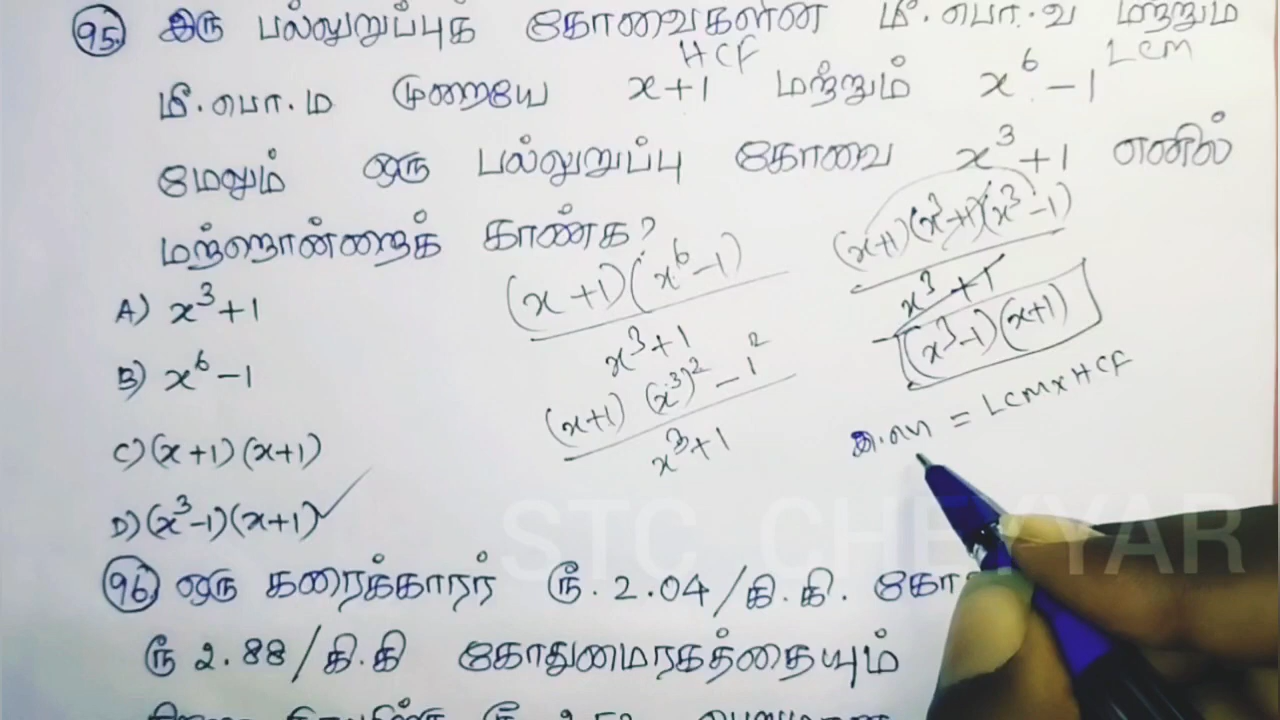 95. இரு பல்லுறுப்புக் கோவைகளின் மீ.பொ.வ மற்றும்
HCF LCM
மீ.பொ.ம முறையே x+1 மற்றும் x⁶-1
மேலும் ஒரு பல்லுறுப்பு கோவை x³+1 எனில்
மற்றொன்றைக் காண்க?
(x+1)(x⁶-1)
x³+1
(x+1) (x³)² - 1²
x³+1
(x+1)(x³+1)(x³-1)
x³+1
(x³-1)(x+1)
= LCM x HCF
A) x³+1
B) x⁶-1
C) (x+1)(x+1)
D) (x³-1)(x+1) ✓
STC CHEYYAR
96. ஒரு கரைக்காரர் ரூ. 2.04/கி.கி.
ரூ 2.88/கி.கி கோதுமைரகத்தையும்